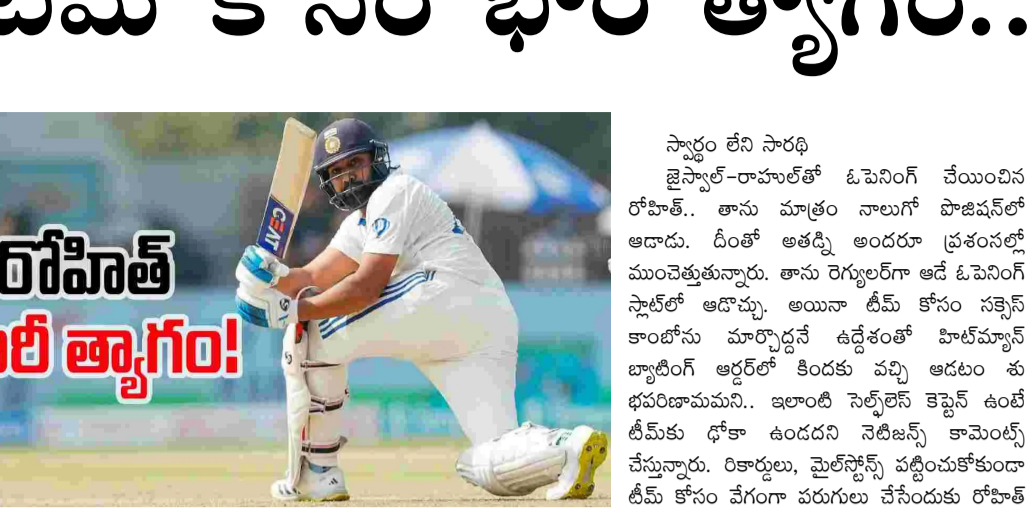 టీమ్ కోసం భారీ త్యాగం..
రోహిత్
త్యాగం!
CEAT
స్వార్థం లేని సారథి
జైస్వాల్-రాహుల్‌తో ఓపెనింగ్ చేయించిన
రోహిత్.. తాను మాత్రం నాలుగో పొజిషన్‌లో
ఆడాడు. దీంతో అతడ్ని అందరూ ప్రశంసల్లో
ముంచెత్తుతున్నారు. తాను రెగ్యులర్‌గా ఆడే ఓపెనింగ్
స్లాట్‌లో ఆడొచ్చు. అయినా టీమ్ కోసం సక్సెస్
కాంబోను మార్చొద్దనే ఉద్దేశంతో హిట్‌మ్యాన్
బ్యాటింగ్ ఆర్డర్‌లో కిందకు వచ్చి ఆడటం శు
భపరిణామమని.. ఇలాంటి సెల్ఫ్‌లెస్ కెప్టెన్ ఉంటే
టీమ్‌కు ఢోకా ఉండదని నెటిజన్స్ కామెంట్స్
చేస్తున్నారు. రికార్డులు, మైల్‌స్టోన్స్ పట్టించుకోకుండా
టీమ్ కోసం వేగంగా పరుగులు చేసేందుకు రోహిత్